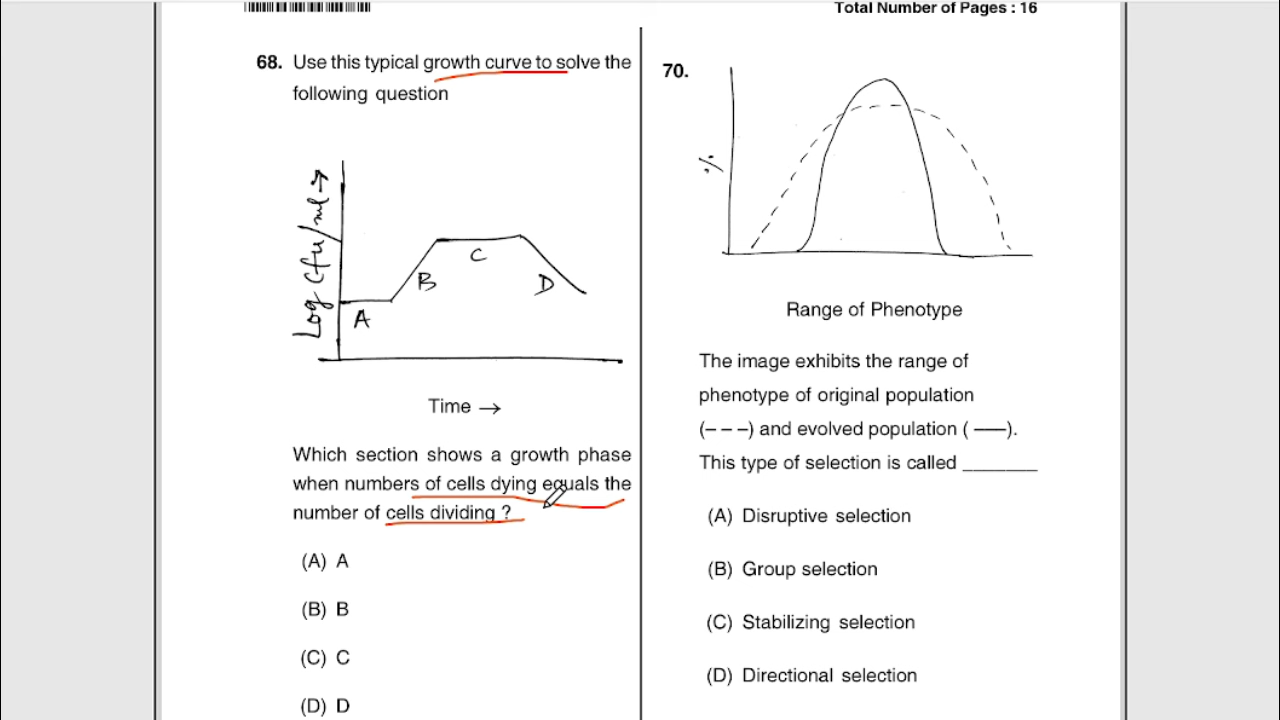 Total Number of Pages : 16
68. Use this typical growth curve to solve the
following question
Log Cfu/ml →
A
B
C
D
Time →
Which section shows a growth phase
when numbers of cells dying equals the
number of cells dividing ?
(A) A
(B) B
(C) C
(D) D
70.
%
Range of Phenotype
The image exhibits the range of
phenotype of original population
(– – –) and evolved population ( —–).
This type of selection is called _______
(A) Disruptive selection
(B) Group selection
(C) Stabilizing selection
(D) Directional selection